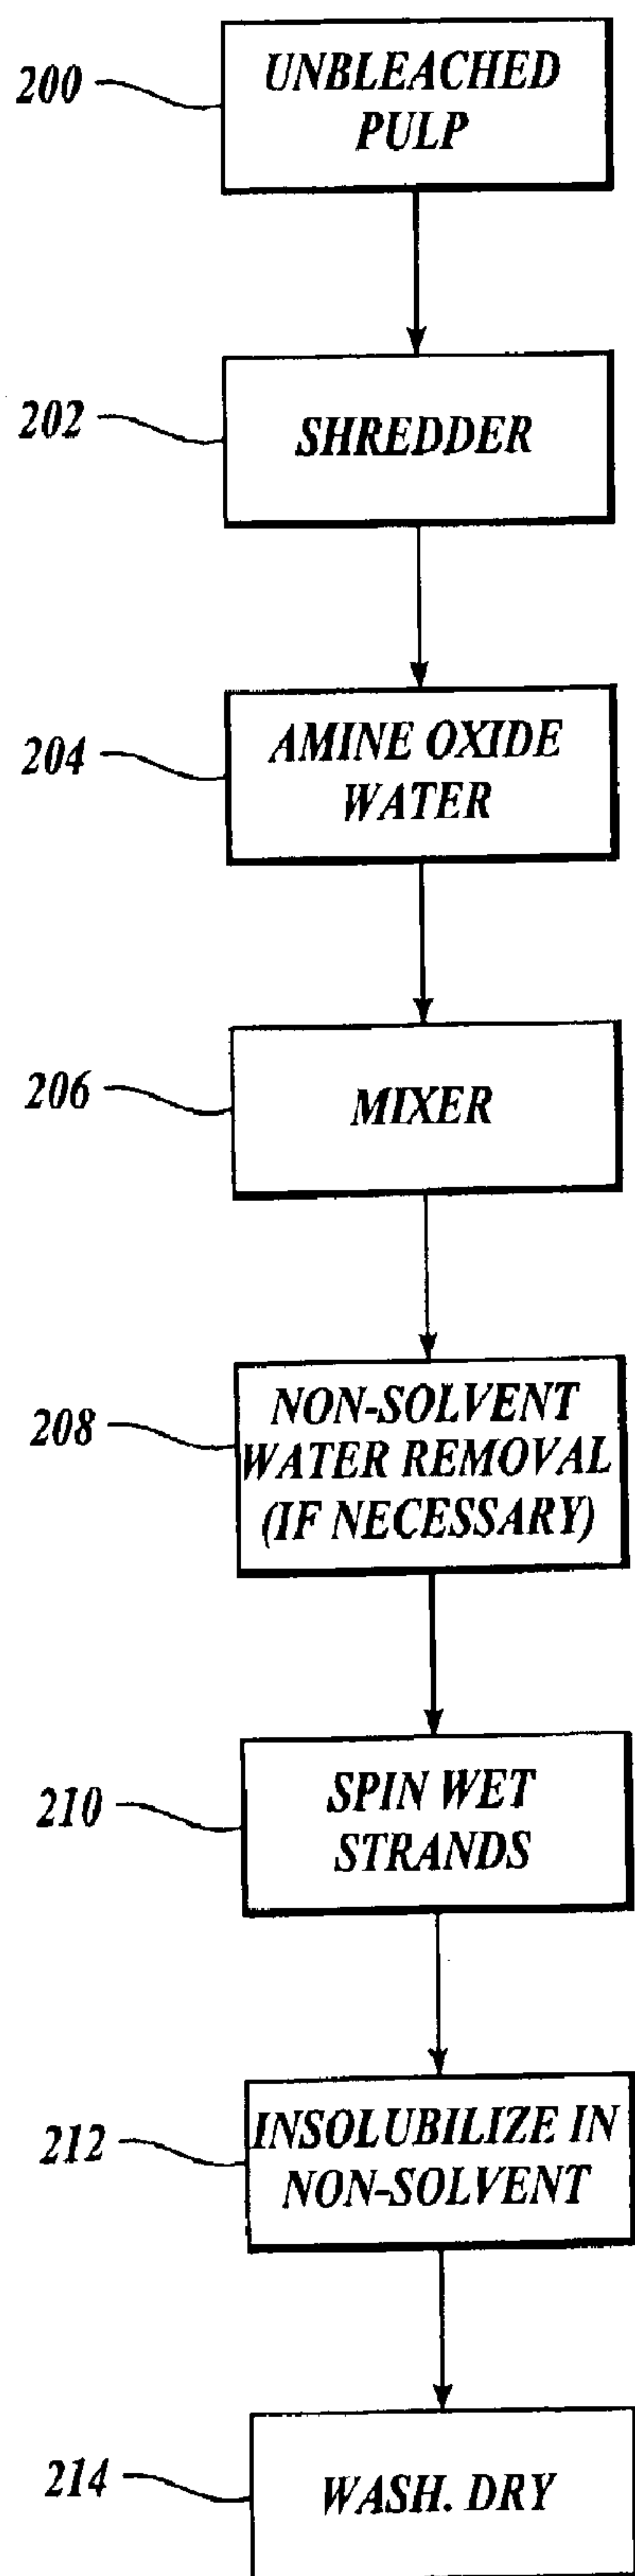 200
UNBLEACHED
PULP
202
SHREDDER
204
AMINE OXIDE
WATER
206
MIXER
208
NON-SOLVENT
WATER REMOVAL
(IF NECESSARY)
210
SPIN WET
STRANDS
212
INSOLUBILIZE IN
NON-SOLVENT
214
WASH. DRY